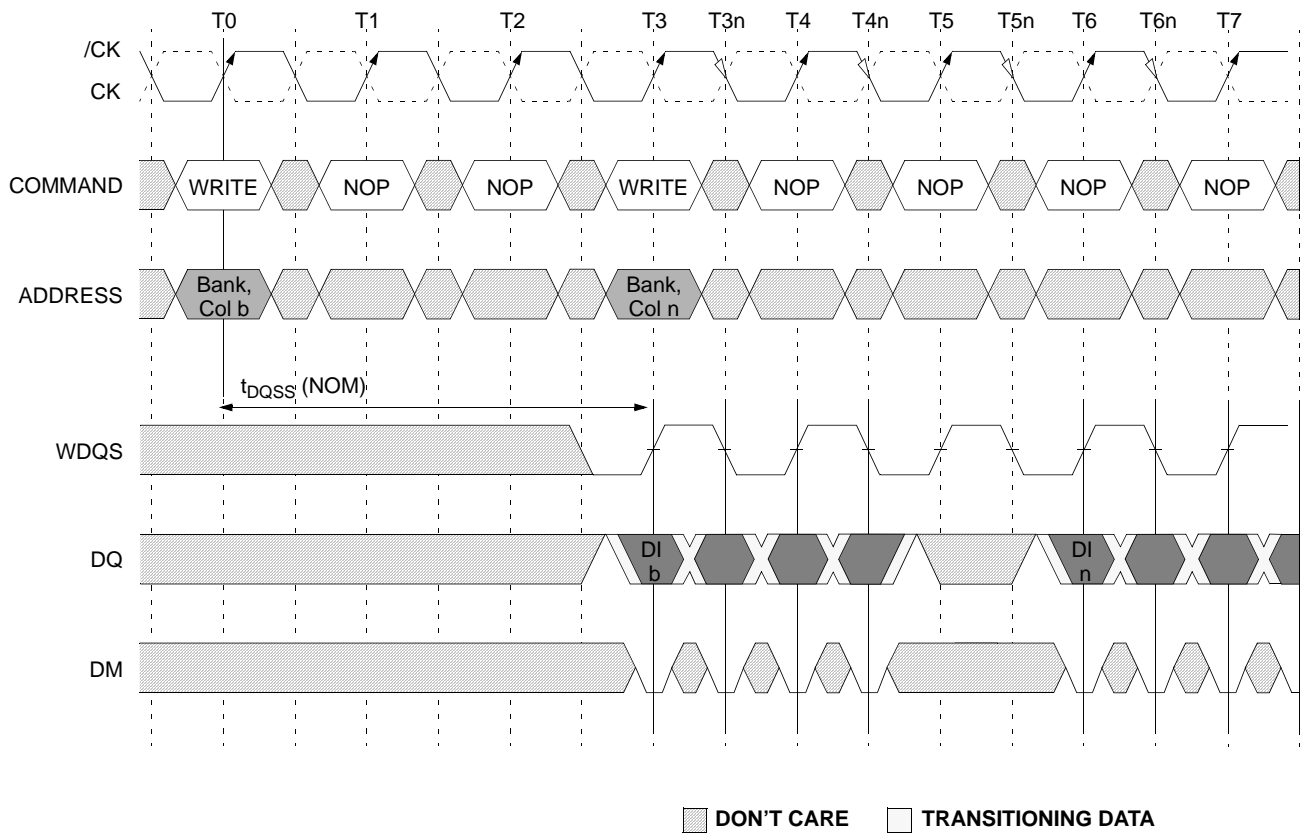 T0 T1 T2 T3 T3n T4 T4n T5 T5n T6 T6n T7
/CK
CK
COMMAND WRITE NOP NOP WRITE NOP NOP NOP NOP
ADDRESS Bank, Col b Bank, Col n
tDQSS (NOM)
WDQS
DQ DI b DI n
DM
DON'T CARE TRANSITIONING DATA